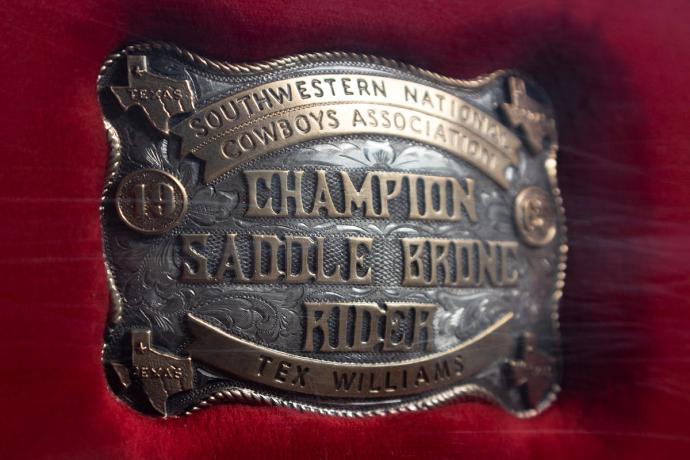 TEXAS
SOUTHWESTERN NATIONAL
COWBOYS ASSOCIATION
19
CHAMPION
SADDLE BRONC
RIDER
TEX WILLIAMS
TEXAS